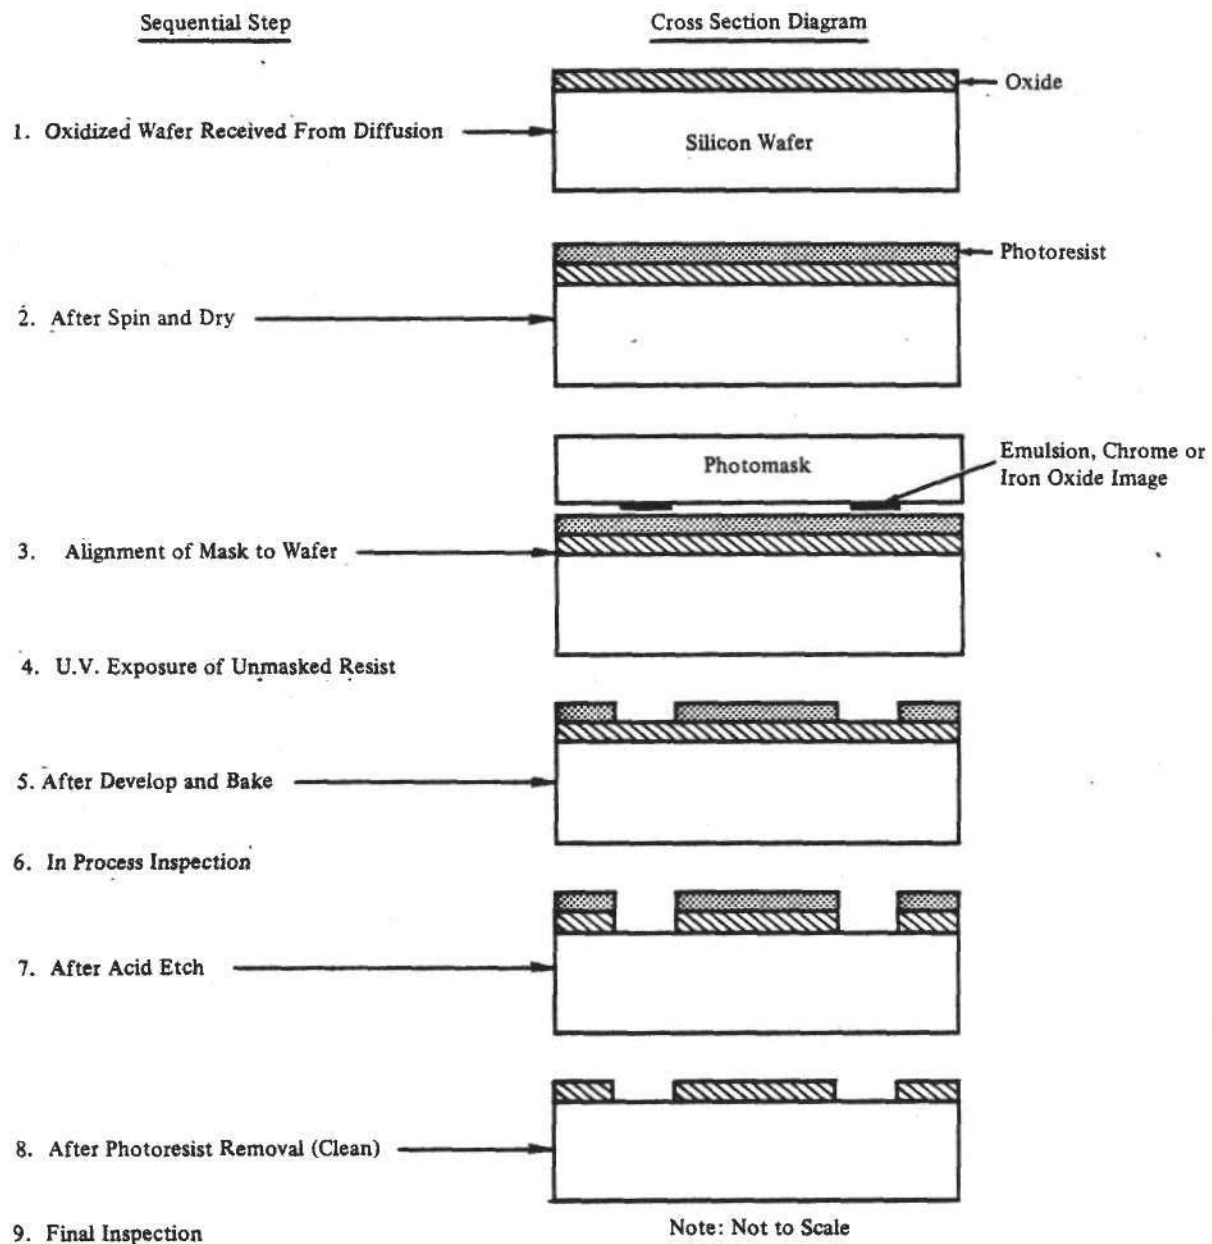 Sequential Step
Cross Section Diagram
Oxide
1. Oxidized Wafer Received From Diffusion
Silicon Wafer
Photoresist
2. After Spin and Dry
Photomask
Emulsion, Chrome or
Iron Oxide Image
3. Alignment of Mask to Wafer
4. U.V. Exposure of Unmasked Resist
5. After Develop and Bake
6. In Process Inspection
7. After Acid Etch
8. After Photoresist Removal (Clean)
9. Final Inspection
Note: Not to Scale